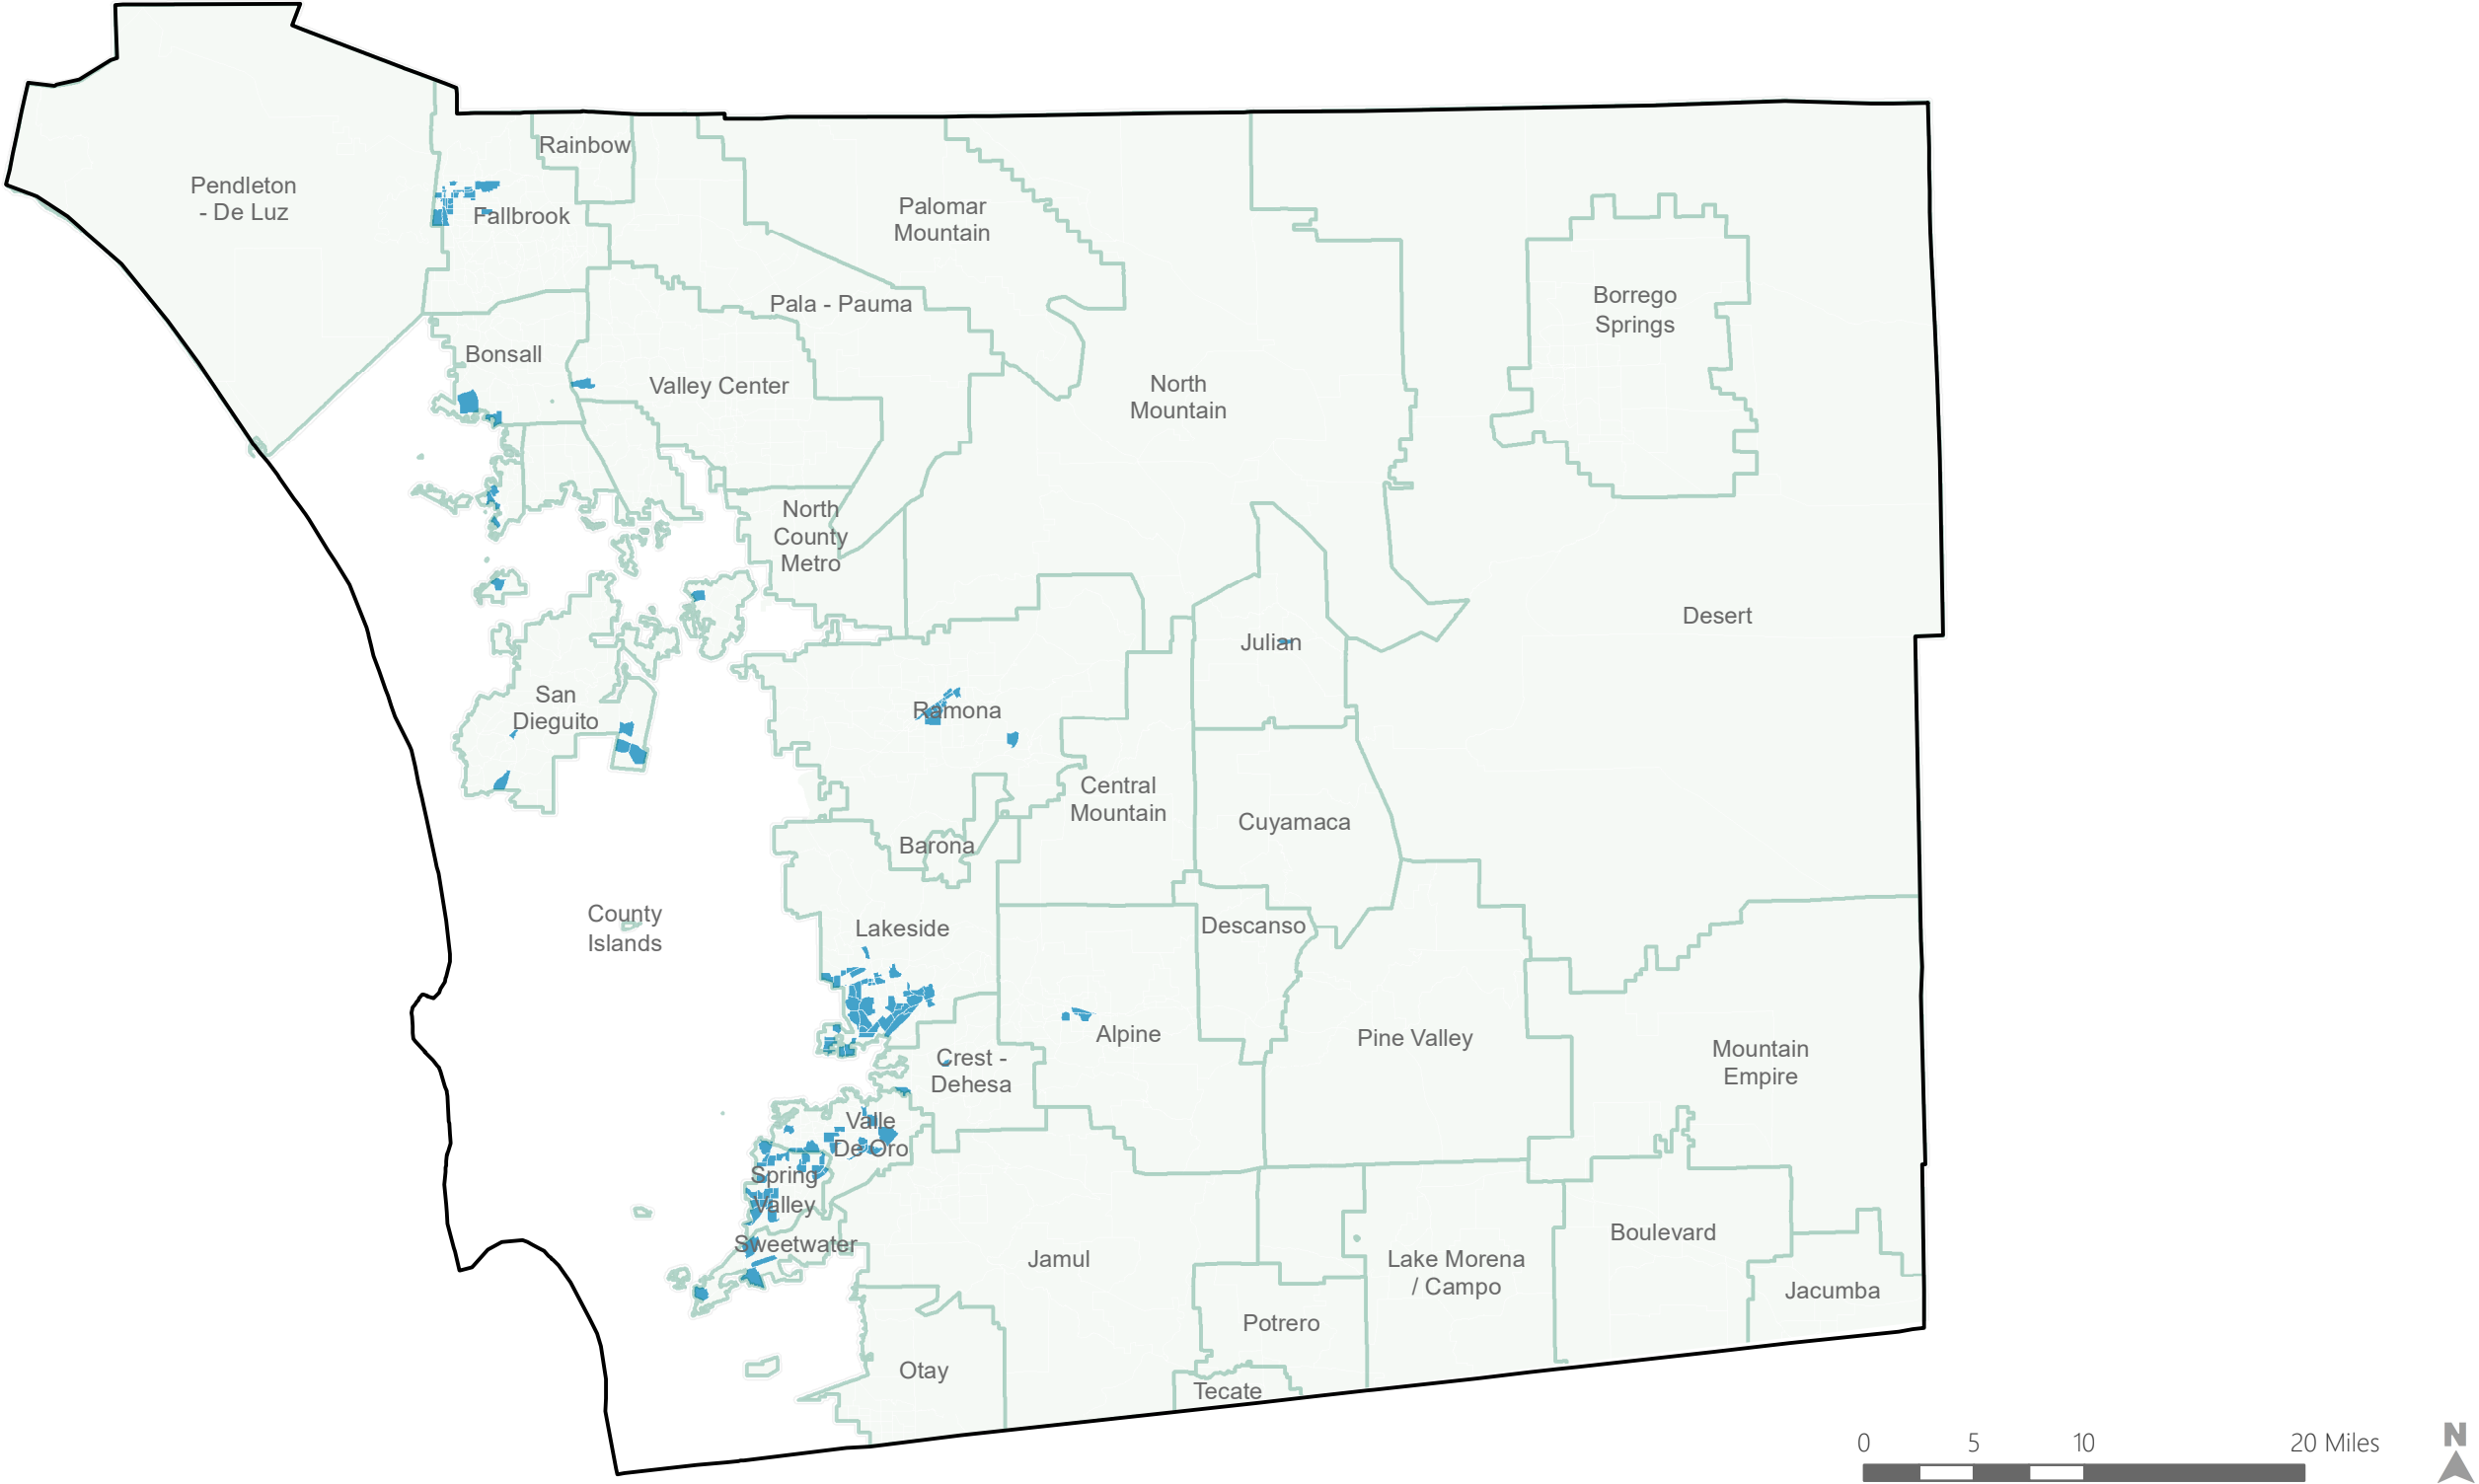 Rainbow
Pendleton
- De Luz
Fallbrook
Palomar
Mountain
Pala - Pauma
Borrego
Springs
Bonsall
Valley Center
North
Mountain
North
County
Metro
Desert
Julian
San
Dieguito
Ramona
Central
Mountain
Cuyamaca
Barona
County
Islands
Lakeside
Descanso
Alpine
Pine Valley
Crest -
Dehesa
Mountain
Empire
Valle
De Oro
Spring
Valley
Sweetwater
Jamul
Lake Morena
/ Campo
Boulevard
Jacumba
Potrero
Otay
Tecate
0 5 10 20 Miles
N